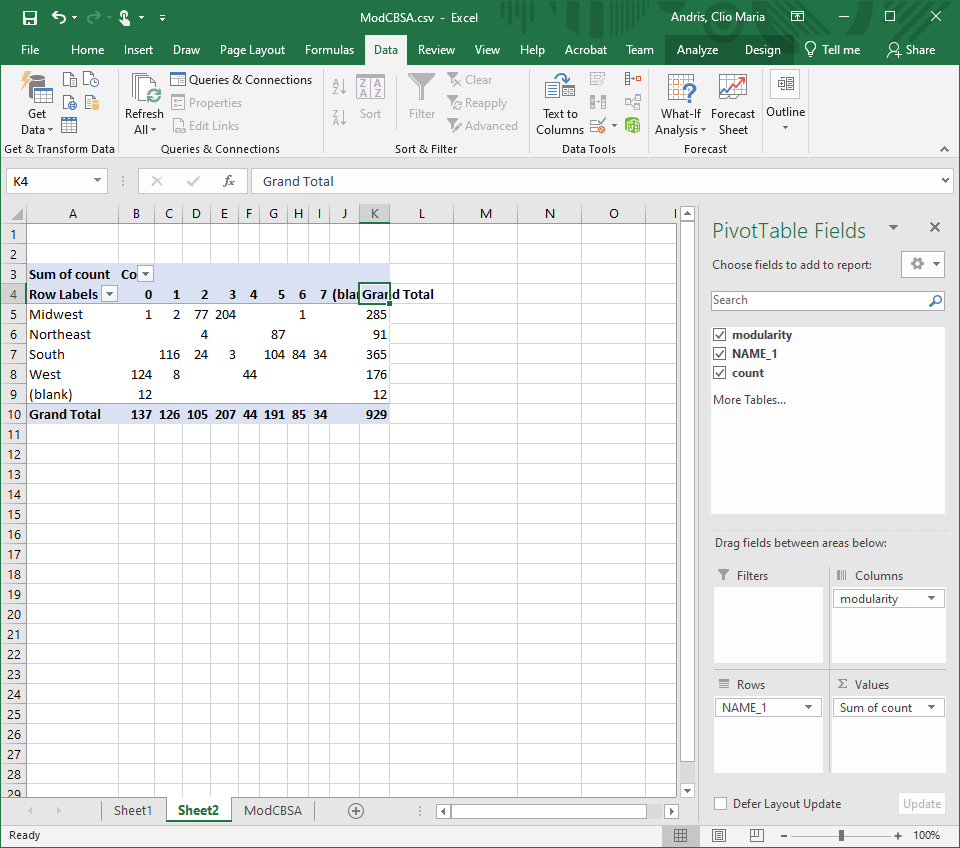 ModCBSA.csv - Excel
Andris, Clio Maria
File Home Insert Draw Page Layout Formulas Data Review View Help Acrobat Team Analyze Design Tell me Share
Get Data
Refresh All
Queries & Connections
Properties
Edit Links
Sort
Filter
Clear
Reapply
Advanced
Text to Columns
What-If Analysis
Forecast Sheet
Outline
Get & Transform Data
Queries & Connections
Sort & Filter
Data Tools
Forecast
K4
fx
Grand Total
A B C D E F G H I J K L M N O
1
2
3 Sum of count Co
4 Row Labels 0 1 2 3 4 5 6 7 (bla Grand Total
5 Midwest 1 2 77 204 1 285
6 Northeast 4 87 91
7 South 116 24 3 104 84 34 365
8 West 124 8 44 176
9 (blank) 12 12
10 Grand Total 137 126 105 207 44 191 85 34 929
11
12
13
14
15
16
17
18
19
20
21
22
23
24
25
26
27
28
29
PivotTable Fields
Choose fields to add to report:
Search
modularity
NAME_1
count
More Tables...
Drag fields between areas below:
Filters
Columns
modularity
Rows
Σ Values
NAME_1
Sum of count
Defer Layout Update
Update
Sheet1 Sheet2 ModCBSA
Ready
100%